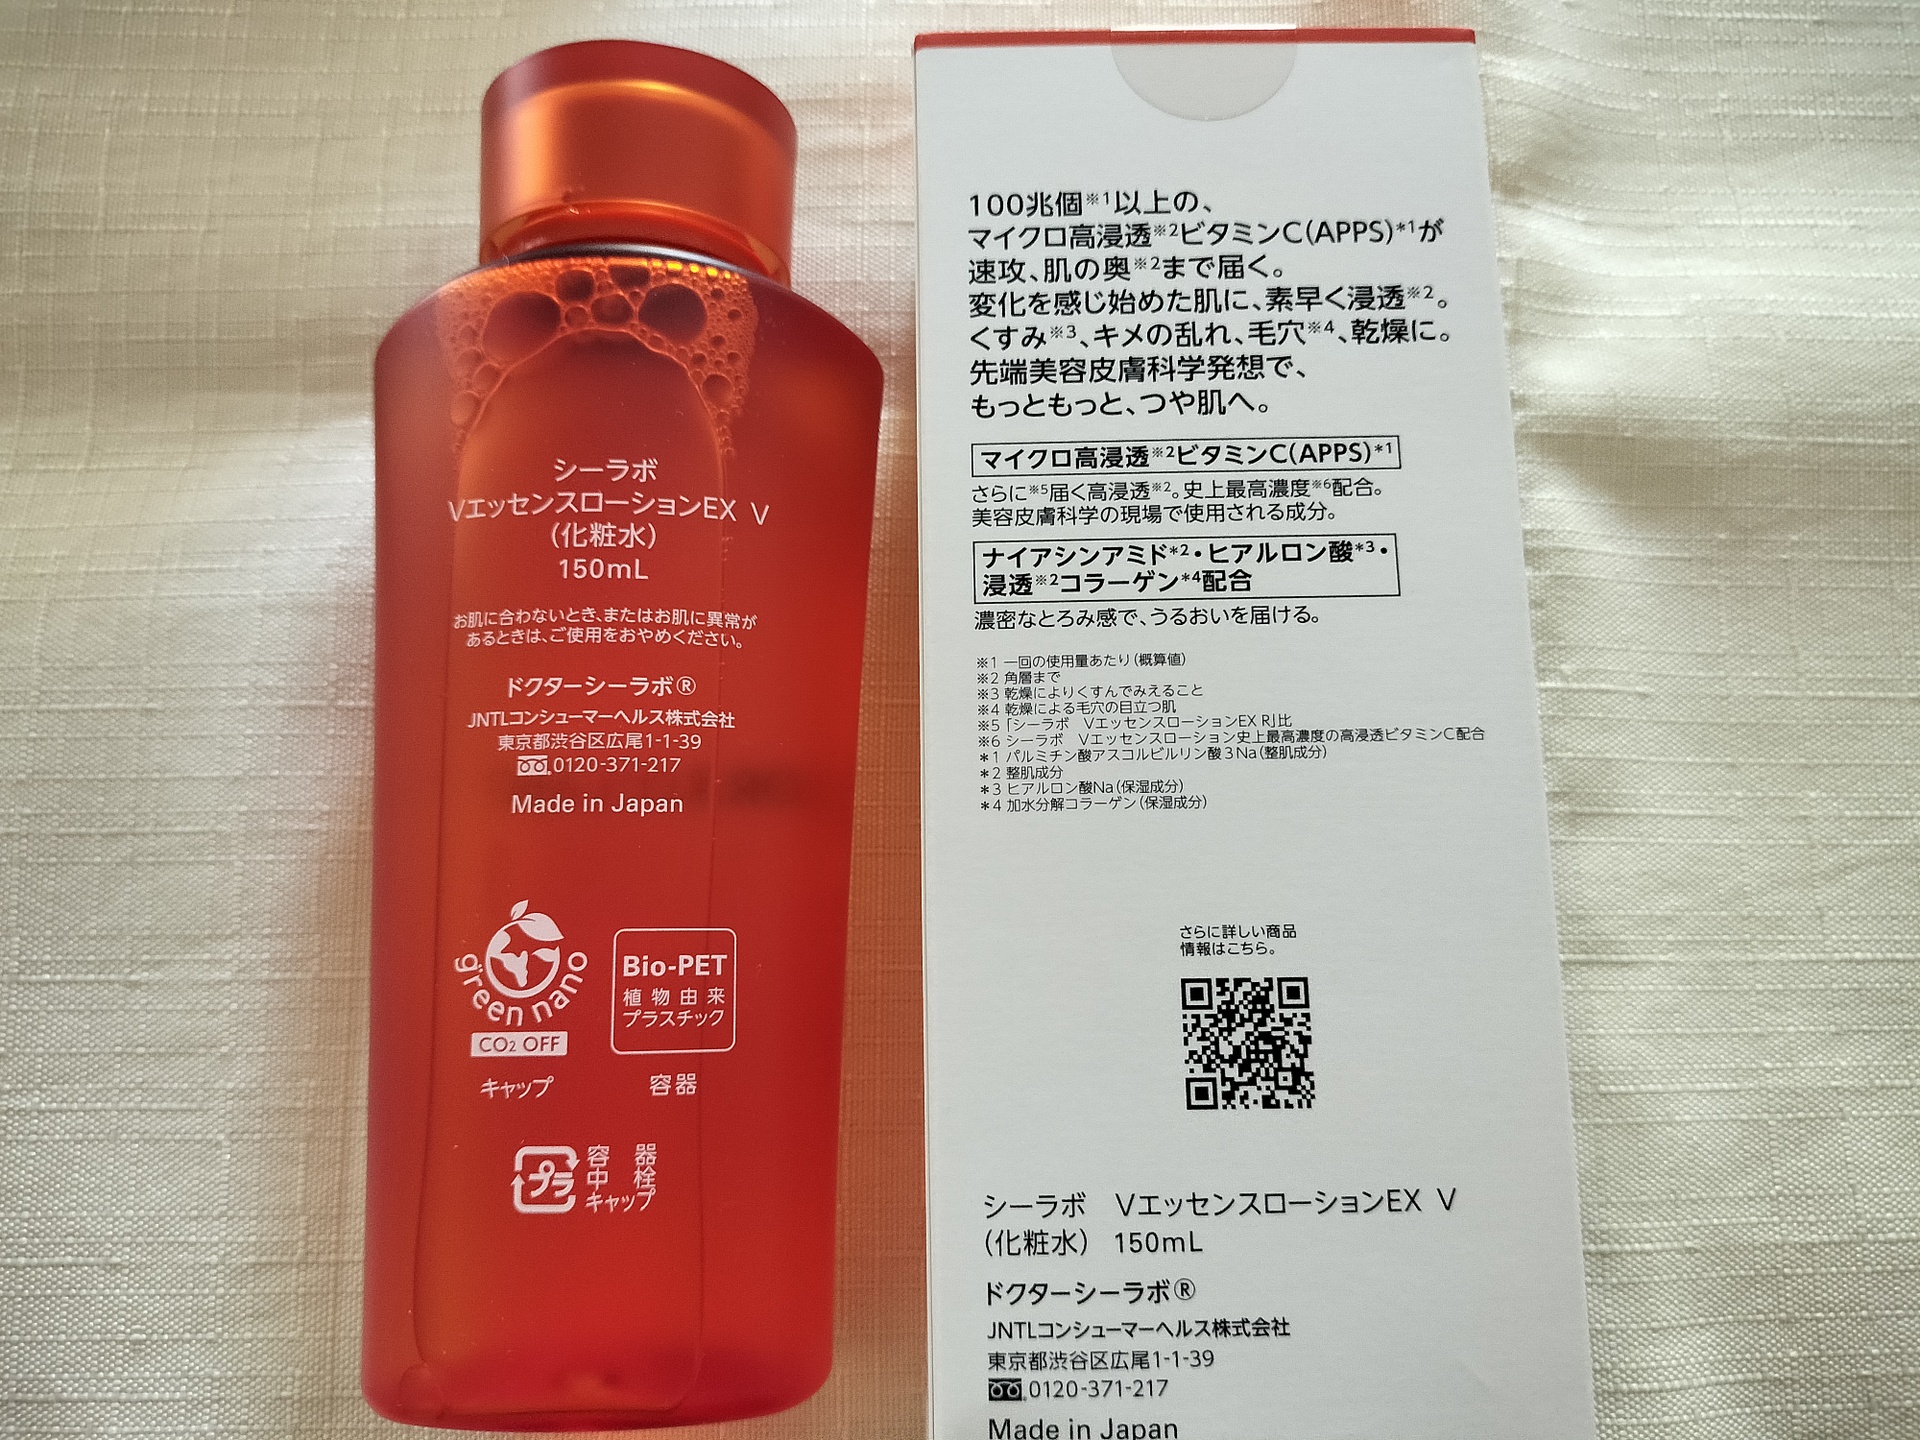 シーラボ
VエッセンスローションEX V
(化粧水)
150mL
お肌に合わないとき、またはお肌に異常が
あるときは、ご使用をおやめください。
ドクターシーラボ®
JNTLコンシューマーヘルス株式会社
東京都渋谷区広尾1-1-39
0120-371-217
Made in Japan
green nano
CO₂ OFF
キャップ
Bio-PET
植物由来
プラスチック
容器
プラ
容器
中栓
キャップ
100兆個※1以上の、
マイクロ高浸透※2ビタミンC(APPS)*1が
速攻、肌の奥※2まで届く。
変化を感じ始めた肌に、素早く浸透※2。
くすみ※3、キメの乱れ、毛穴※4、乾燥に。
先端美容皮膚科学発想で、
もっともっと、つや肌へ。
マイクロ高浸透※2ビタミンC(APPS)*1
さらに※5届く高浸透※2。史上最高濃度※6配合。
美容皮膚科学の現場で使用される成分。
ナイアシンアミド*2・ヒアルロン酸*3・
浸透※2コラーゲン*4配合
濃密なとろみ感で、うるおいを届ける。
※1 一回の使用量あたり(概算値)
※2 角層まで
※3 乾燥によりくすんでみえること
※4 乾燥による毛穴の目立つ肌
※5「シーラボ VエッセンスローションEX R」比
※6 シーラボ Vエッセンスローション史上最高濃度の高浸透ビタミンC配合
*1 パルミチン酸アスコルビルリン酸3Na(整肌成分)
*2 整肌成分
*3 ヒアルロン酸Na(保湿成分)
*4 加水分解コラーゲン(保湿成分)
さらに詳しい商品
情報はこちら。
シーラボ VエッセンスローションEX V
(化粧水) 150mL
ドクターシーラボ®
JNTLコンシューマーヘルス株式会社
東京都渋谷区広尾1-1-39
0120-371-217
Made in Japan